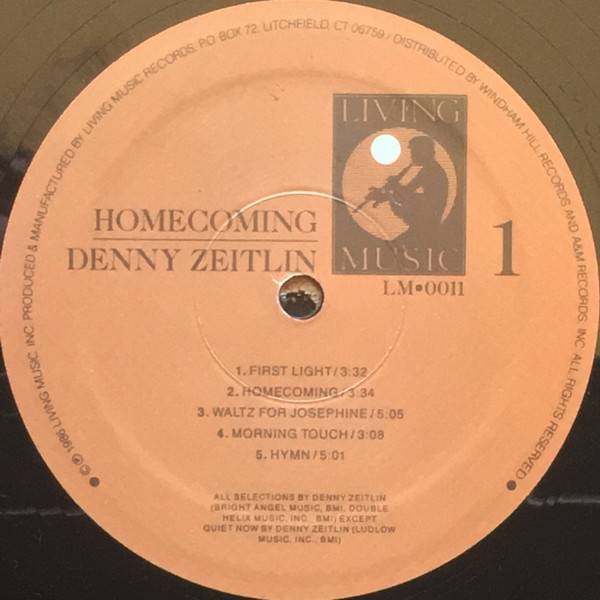 © ℗ 1986 LIVING MUSIC, INC. PRODUCED & MANUFACTURED BY LIVING MUSIC RECORDS, P.O. BOX 72, LITCHFIELD, CT 06759 / DISTRIBUTED BY WINDHAM HILL RECORDS AND A&M RECORDS, INC. ALL RIGHTS RESERVED
LIVING
MUSIC
HOMECOMING
DENNY ZEITLIN
1
LM•0011
1. FIRST LIGHT/3:32
2. HOMECOMING/3:34
3. WALTZ FOR JOSEPHINE/5:05
4. MORNING TOUCH/3:08
5. HYMN/5:01
ALL SELECTIONS BY DENNY ZEITLIN
(BRIGHT ANGEL MUSIC, BMI, DOUBLE
HELIX MUSIC, INC., BMI) EXCEPT
QUIET NOW BY DENNY ZEITLIN (LUDLOW
MUSIC, INC., BMI)